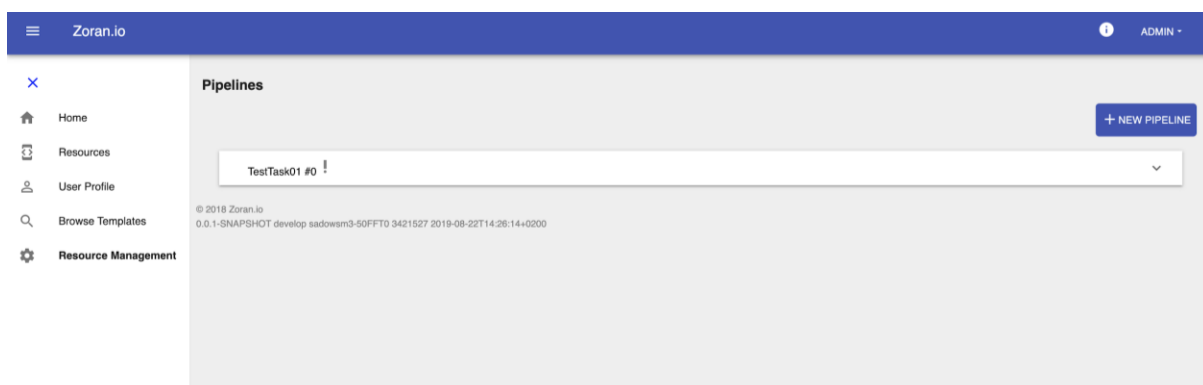 Zoran.io
ADMIN
Home
Resources
User Profile
Browse Templates
Resource Management
Pipelines
+ NEW PIPELINE
TestTask01 #0 !
© 2018 Zoran.io
0.0.1-SNAPSHOT develop sadowsm3-50FFT0 3421527 2019-08-22T14:26:14+0200